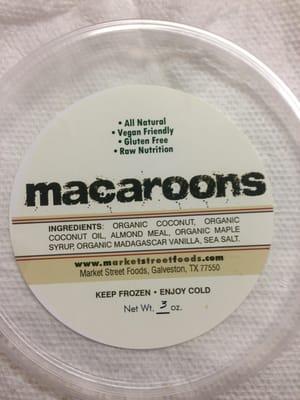 • All Natural
• Vegan Friendly
• Gluten Free
• Raw Nutrition
macaroons
INGREDIENTS: ORGANIC COCONUT, ORGANIC
COCONUT OIL, ALMOND MEAL, ORGANIC MAPLE
SYRUP, ORGANIC MADAGASCAR VANILLA, SEA SALT.
www.marketstreetfoods.com
Market Street Foods, Galveston, TX 77550
KEEP FROZEN • ENJOY COLD
Net Wt. 3 oz.